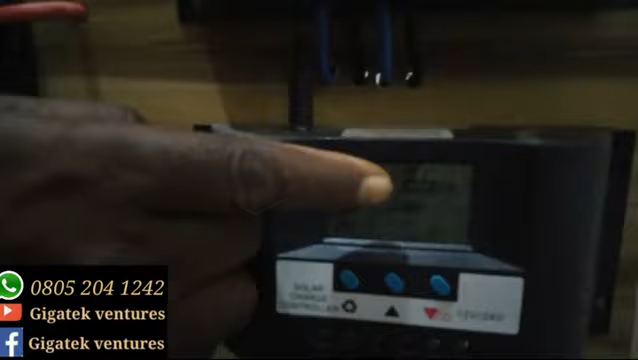 SOLAR
CHARGE
CONTROLLER
0805 204 1242
Gigatek ventures
Gigatek ventures